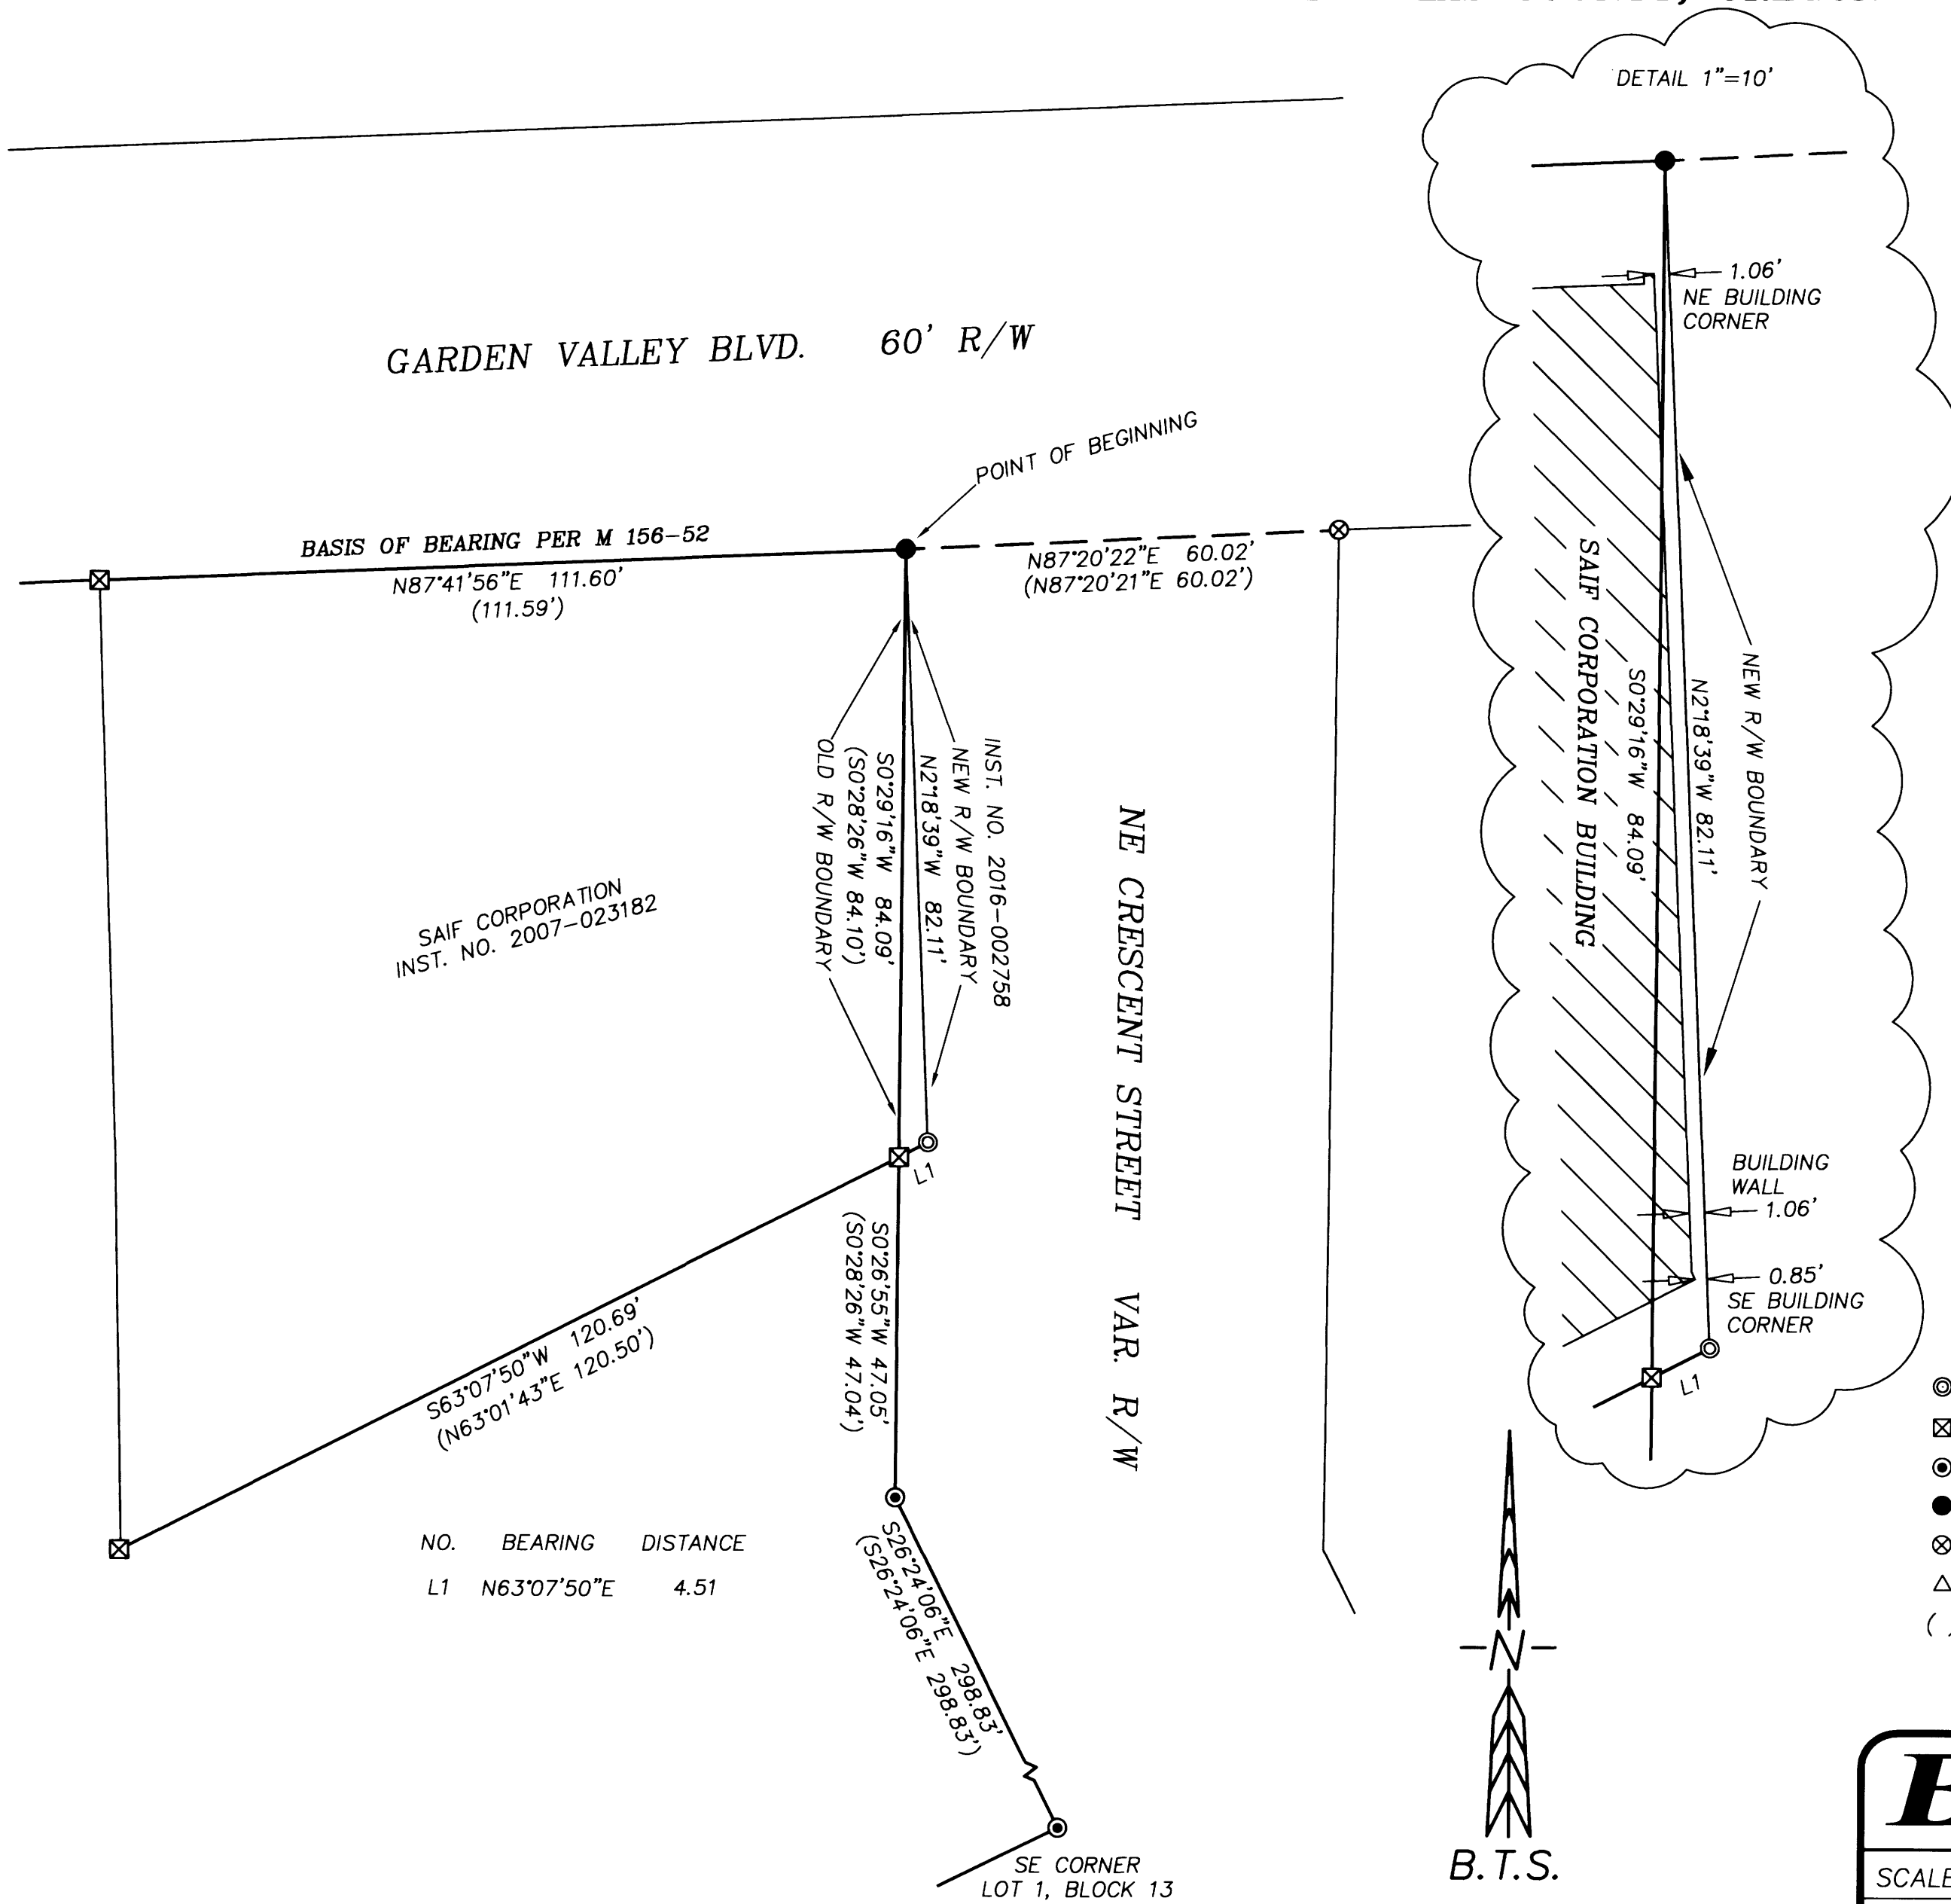 DETAIL 1"=10'
1.06'
NE BUILDING
CORNER
GARDEN VALLEY BLVD. 60' R/W
POINT OF BEGINNING
BASIS OF BEARING PER M 156-52
N87°41'56"E 111.60'
(111.59')
N87°20'22"E 60.02'
(N87°20'21"E 60.02')
INST. NO. 2016-002758
NEW R/W BOUNDARY
N2°18'39"W 82.11'
S0°29'16"W 84.09'
(S0°28'26"W 84.10')
OLD R/W BOUNDARY
NE CRESCENT STREET VAR. R/W
SAIF CORPORATION
INST. NO. 2007-023182
SAIF CORPORATION BUILDING
S0°29'16"W 84.09'
N2°18'39"W 82.11'
NEW R/W BOUNDARY
BUILDING
WALL
1.06'
0.85'
SE BUILDING
CORNER
L1
L1
S63°07'50"W 120.69'
(N63°01'43"E 120.50')
S0°26'55"W 47.05'
(S0°28'26"W 47.04')
NO. BEARING DISTANCE
L1 N63°07'50"E 4.51
S26°24'06"E 298.83'
(S26°24'06"E 298.83')
SE CORNER
LOT 1, BLOCK 13
N
B.T.S.
SCALE